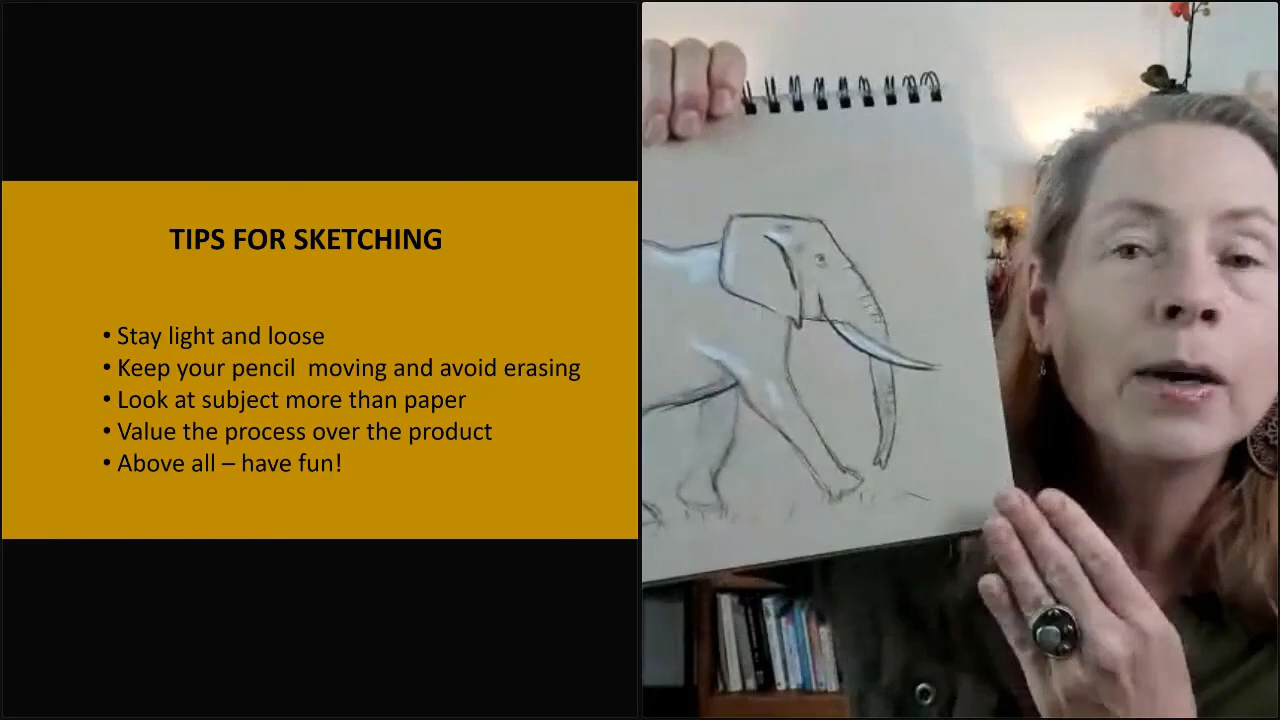 TIPS FOR SKETCHING
• Stay light and loose
• Keep your pencil  moving and avoid erasing
• Look at subject more than paper
• Value the process over the product
• Above all – have fun!